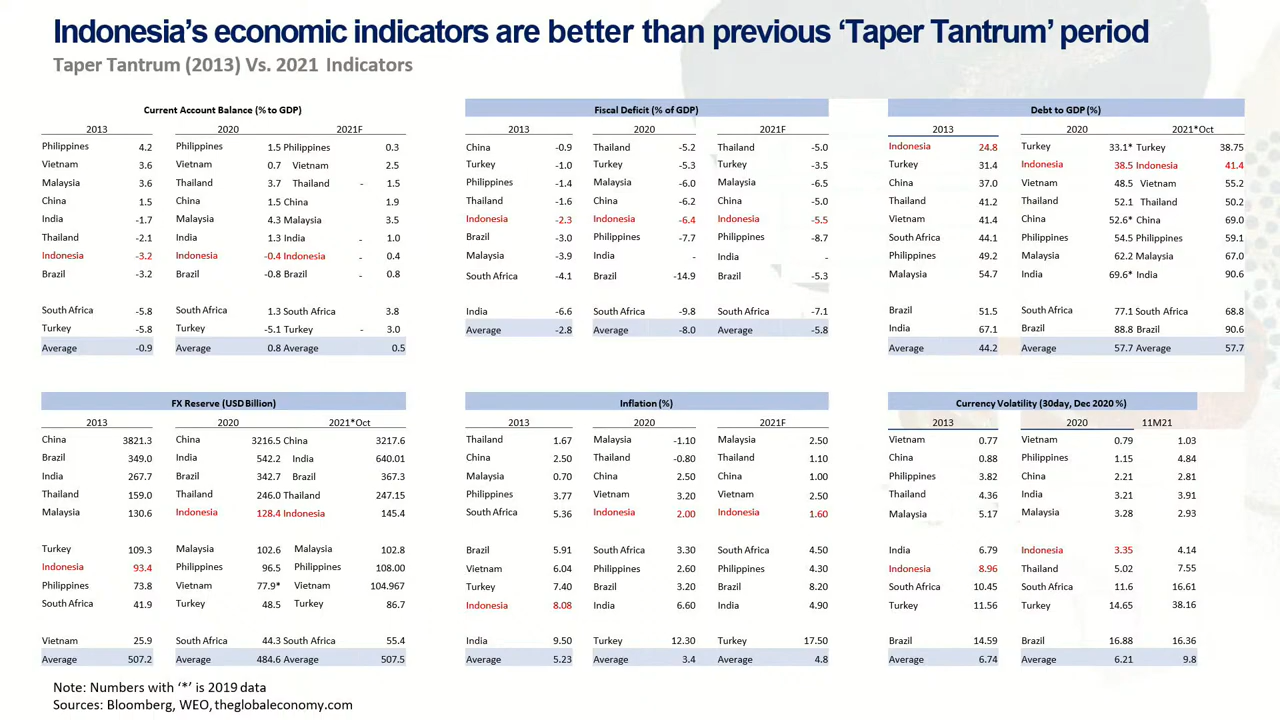 Indonesia's economic indicators are better than previous 'Taper Tantrum' period
Taper Tantrum (2013) Vs. 2021 Indicators
Current Account Balance (% to GDP)
2013 2020 2021F
Philippines 4.2 Philippines 1.5 Philippines 0.3
Vietnam 3.6 Vietnam 0.7 Vietnam 2.5
Malaysia 3.6 Thailand 3.7 Thailand - 1.5
China 1.5 China 1.5 China 1.9
India -1.7 Malaysia 4.3 Malaysia 3.5
Thailand -2.1 India 1.3 India - 1.0
Indonesia -3.2 Indonesia -0.4 Indonesia - 0.4
Brazil -3.2 Brazil -0.8 Brazil - 0.8
South Africa -5.8 South Africa 1.3 South Africa 3.8
Turkey -5.8 Turkey -5.1 Turkey - 3.0
Average -0.9 Average 0.8 Average 0.5
Fiscal Deficit (% of GDP)
2013 2020 2021F
China -0.9 Thailand -5.2 Thailand -5.0
Turkey -1.0 Turkey -5.3 Turkey -3.5
Philippines -1.4 Malaysia -6.0 Malaysia -6.5
Thailand -1.6 China -6.2 China -5.0
Indonesia -2.3 Indonesia -6.4 Indonesia -5.5
Brazil -3.0 Philippines -7.7 Philippines -8.7
Malaysia -3.9 India - India -
South Africa -4.1 Brazil -14.9 Brazil -5.3
India -6.6 South Africa -9.8 South Africa -7.1
Average -2.8 Average -8.0 Average -5.8
Debt to GDP (%)
2013 2020 2021*Oct
Indonesia 24.8 Turkey 33.1* Turkey 38.75
Turkey 31.4 Indonesia 38.5 Indonesia 41.4
China 37.0 Vietnam 48.5 Vietnam 55.2
Thailand 41.2 Thailand 52.1 Thailand 50.2
Vietnam 41.4 China 52.6* China 69.0
South Africa 44.1 Philippines 54.5 Philippines 59.1
Philippines 49.2 Malaysia 62.2 Malaysia 67.0
Malaysia 54.7 India 69.6* India 90.6
Brazil 51.5 South Africa 77.1 South Africa 68.8
India 67.1 Brazil 88.8 Brazil 90.6
Average 44.2 Average 57.7 Average 57.7
FX Reserve (USD Billion)
2013 2020 2021*Oct
China 3821.3 China 3216.5 China 3217.6
Brazil 349.0 India 542.2 India 640.01
India 267.7 Brazil 342.7 Brazil 367.3
Thailand 159.0 Thailand 246.0 Thailand 247.15
Malaysia 130.6 Indonesia 128.4 Indonesia 145.4
Turkey 109.3 Malaysia 102.6 Malaysia 102.8
Indonesia 93.4 Philippines 96.5 Philippines 108.00
Philippines 73.8 Vietnam 77.9* Vietnam 104.967
South Africa 41.9 Turkey 48.5 Turkey 86.7
Vietnam 25.9 South Africa 44.3 South Africa 55.4
Average 507.2 Average 484.6 Average 507.5
Inflation (%)
2013 2020 2021F
Thailand 1.67 Malaysia -1.10 Malaysia 2.50
China 2.50 Thailand -0.80 Thailand 1.10
Malaysia 0.70 China 2.50 China 1.00
Philippines 3.77 Vietnam 3.20 Vietnam 2.50
South Africa 5.36 Indonesia 2.00 Indonesia 1.60
Brazil 5.91 South Africa 3.30 South Africa 4.50
Vietnam 6.04 Philippines 2.60 Philippines 4.30
Turkey 7.40 Brazil 3.20 Brazil 8.20
Indonesia 8.08 India 6.60 India 4.90
India 9.50 Turkey 12.30 Turkey 17.50
Average 5.23 Average 3.4 Average 4.8
Currency Volatility (30day, Dec 2020 %)
2013 2020 11M21
Vietnam 0.77 Vietnam 0.79 1.03
China 0.88 Philippines 1.15 4.84
Philippines 3.82 China 2.21 2.81
Thailand 4.36 India 3.21 3.91
Malaysia 5.17 Malaysia 3.28 2.93
India 6.79 Indonesia 3.35 4.14
Indonesia 8.96 Thailand 5.02 7.55
South Africa 10.45 South Africa 11.6 16.61
Turkey 11.56 Turkey 14.65 38.16
Brazil 14.59 Brazil 16.88 16.36
Average 6.74 Average 6.21 9.8
Note: Numbers with '*' is 2019 data
Sources: Bloomberg, WEO, theglobaleconomy.com